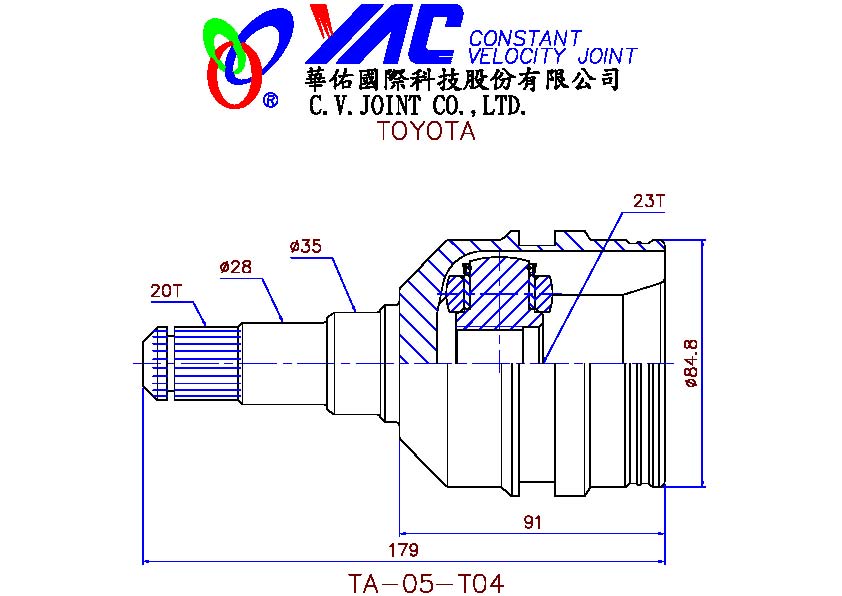 YAC CONSTANT
VELOCITY JOINT
華佑國際科技股份有限公司
®
C.V.JOINT CO.,LTD.
TOYOTA
23T
ø35
ø28
20T
ø84.8
91
179
TA-05-T04